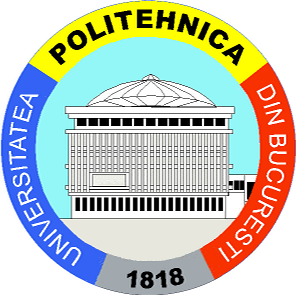 UNIVERSITATEA
POLITEHNICA
DIN BUCURESTI
1818